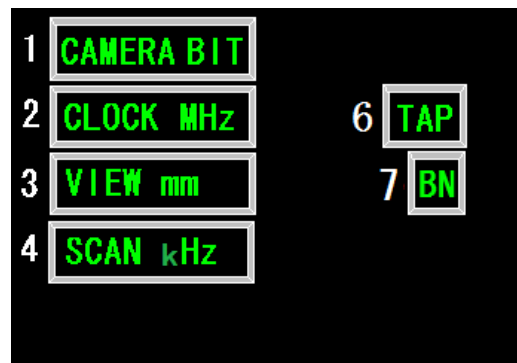 1 CAMERA BIT
2 CLOCK MHz 6 TAP
3 VIEW mm 7 BN
4 SCAN kHz